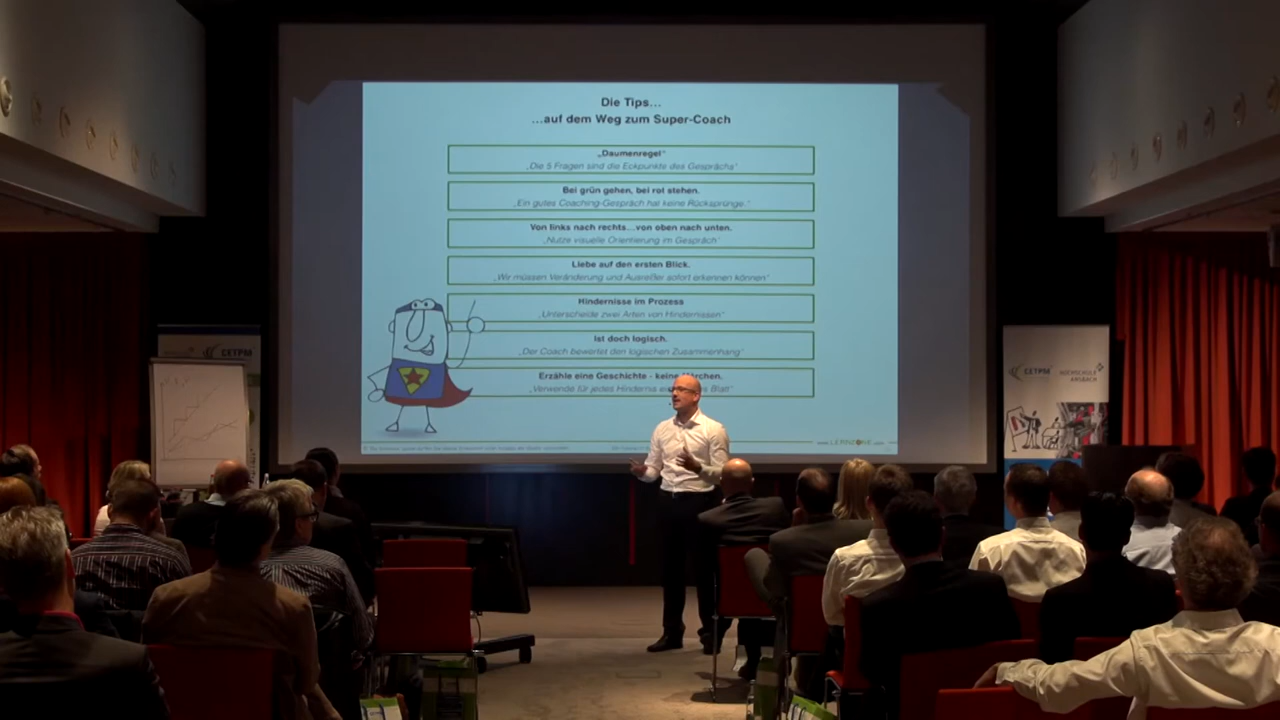 Die Tips...
...auf dem Weg zum Super-Coach
„Daumenregel“
„Die 5 Fragen sind die Eckpunkte des Gesprächs“
Bei grün gehen, bei rot stehen.
„Ein gutes Coaching-Gespräch hat keine Rücksprünge.“
Von links nach rechts...von oben nach unten.
„Nutze visuelle Orientierung im Gespräch“
Liebe auf den ersten Blick.
„Wir müssen Veränderung und Ausreißer sofort erkennen können“
Hindernisse im Prozess
„Unterscheide zwei Arten von Hindernissen“
Ist doch logisch.
„Der Coach bewertet den logischen Zusammenhang“
Erzähle eine Geschichte - keine
„Verwende für jedes Hindernis Blatt“
CETPM
CETPM
HOCHSCHULE
ANSBACH